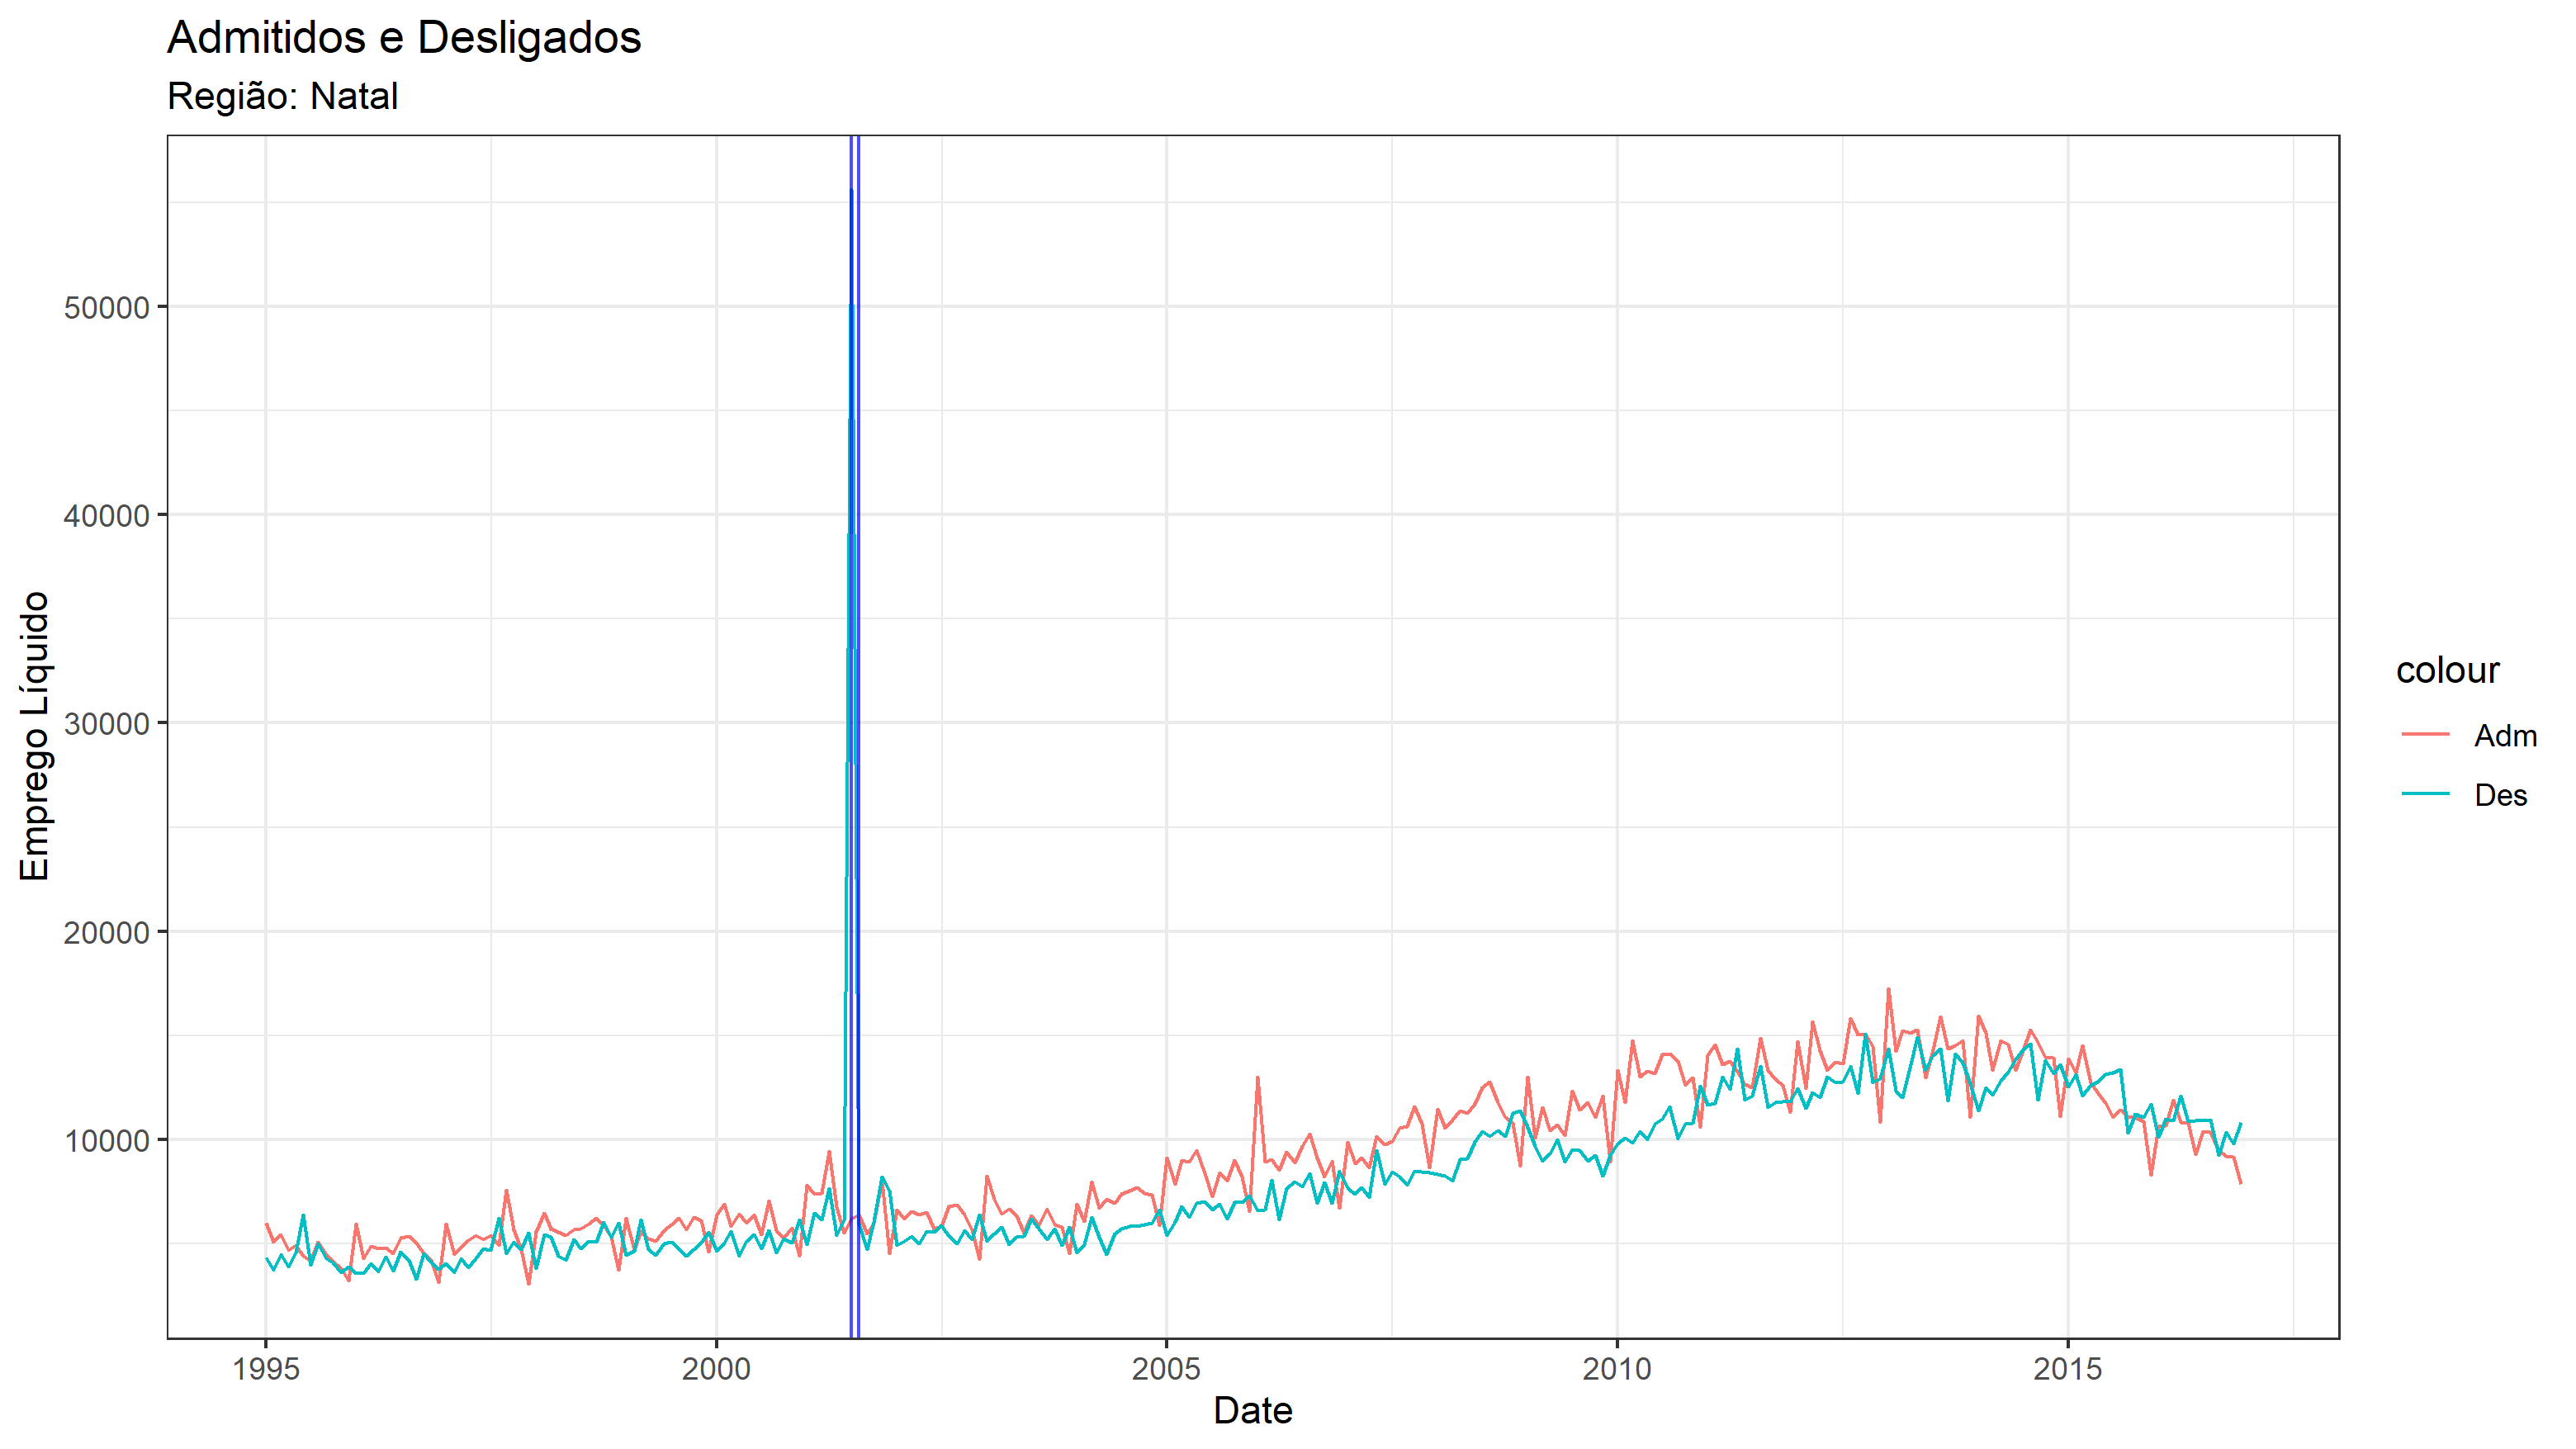 Admitidos e Desligados
Região: Natal
Emprego Líquido
50000
40000
30000
20000
10000
1995
2000
2005
2010
2015
Date
colour
Adm
Des